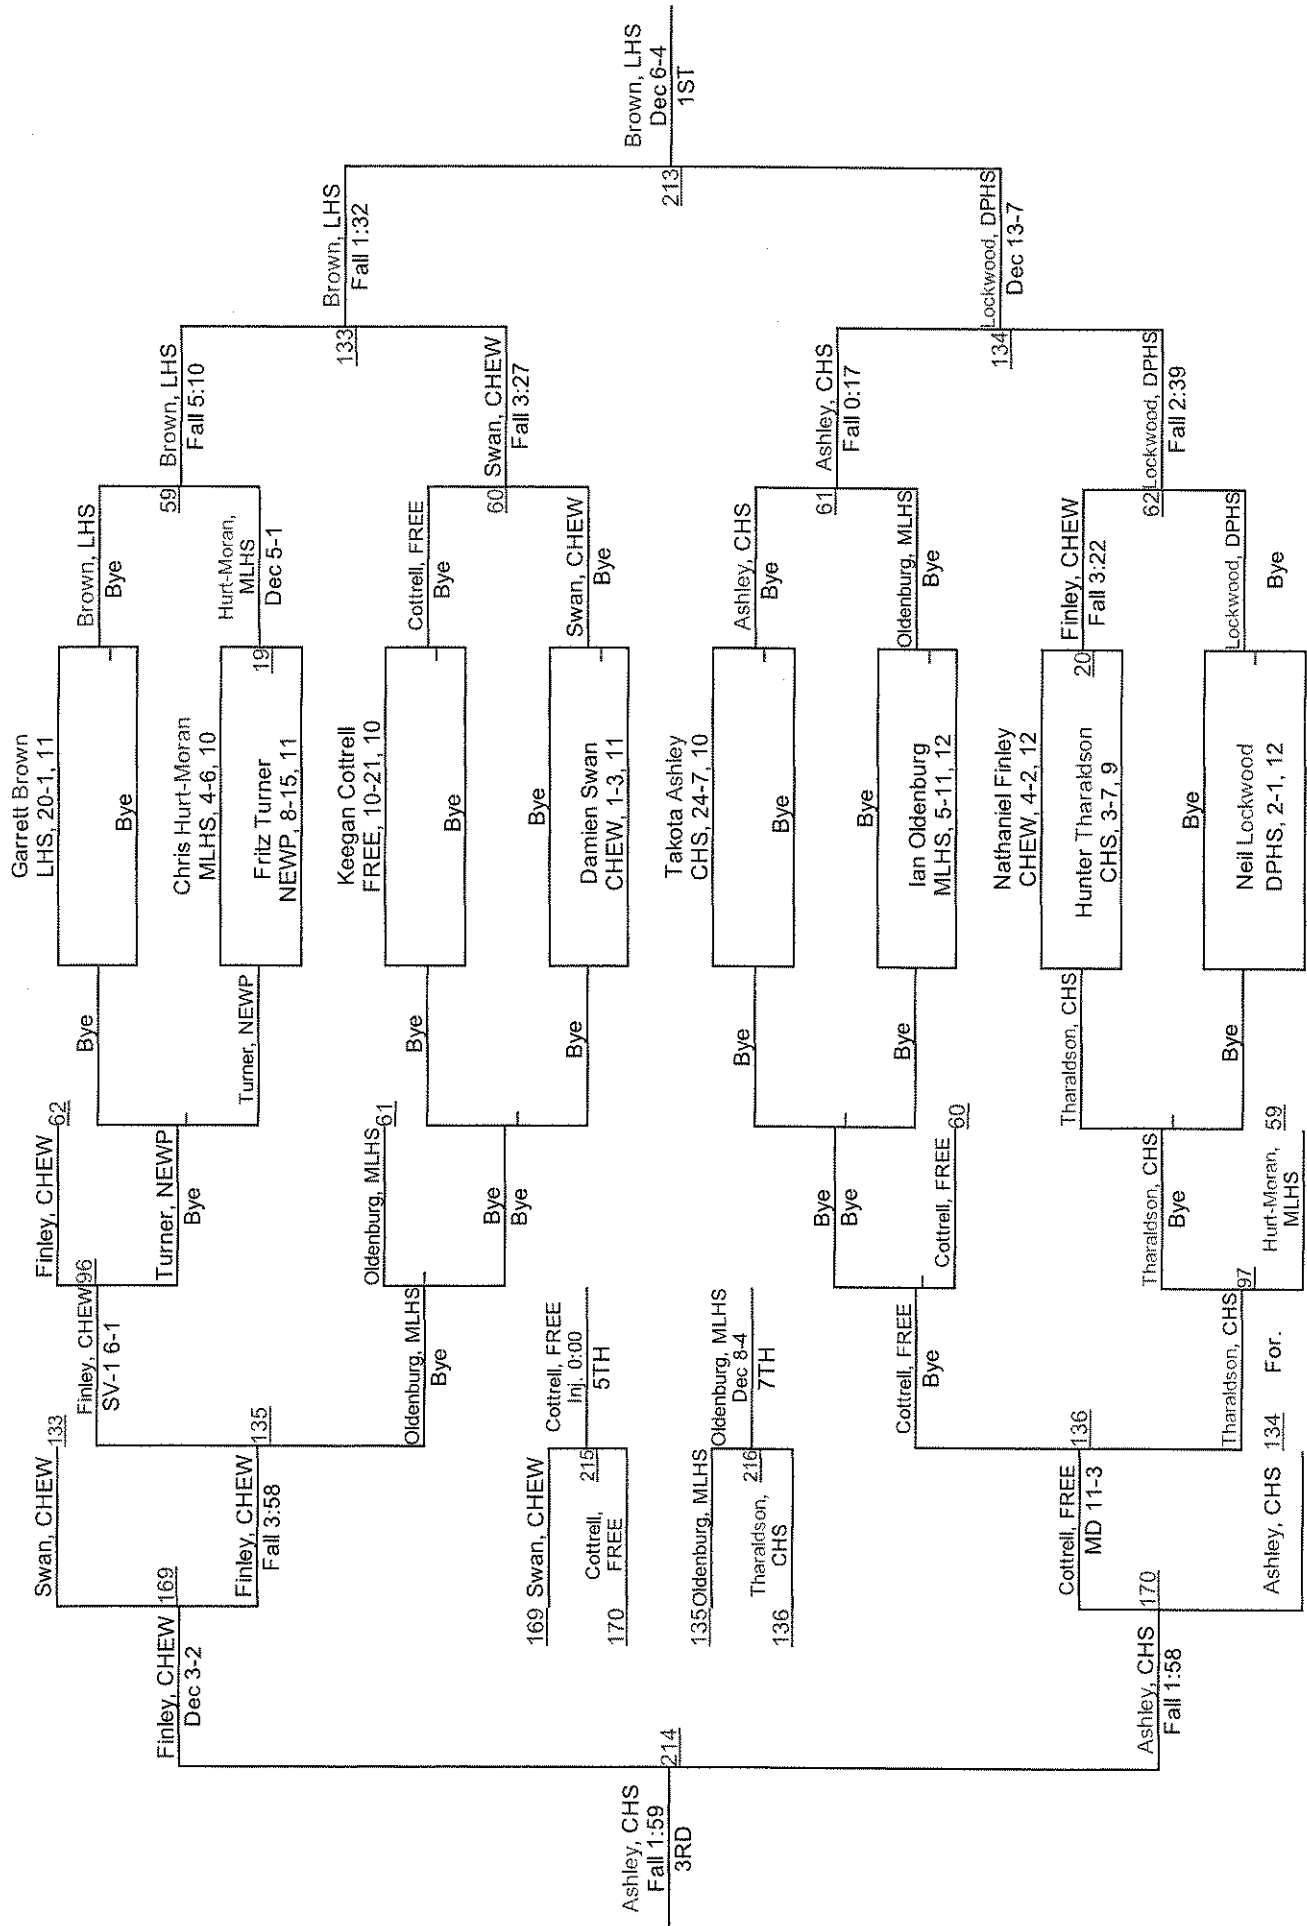 Ashley, CHS
Fall 1:59
3RD
214
Finley, CHEW
Dec 3-2
Ashley, CHS
Fall 1:58
Swan, CHEW
133
169
Finley, CHEW
Fall 3:58
169
Swan, CHEW
215
Cottrell,
FREE
170
Cottrell, FREE
Inj. 0:00
5TH
135
Oldenburg, MLHS
216
Tharaldson,
CHS
136
Oldenburg, MLHS
Dec 8-4
7TH
Cottrell, FREE
MD 11-3
170
Ashley, CHS
134
For.
Finley, CHEW
SV-1 6-1
135
Oldenburg, MLHS
Bye
Cottrell, FREE
Bye
136
Tharaldson, CHS
Finley, CHEW
62
96
Turner, NEWP
Bye
Oldenburg, MLHS
61
Bye
Bye
Bye
Bye
Cottrell, FREE
60
Tharaldson, CHS
Bye
97
Hurt-Moran,
MLHS
59
Bye
Turner, NEWP
Bye
Bye
Bye
Bye
Tharaldson, CHS
Bye
Garrett Brown
LHS, 20-1, 11
Bye
Chris Hurt-Moran
MLHS, 4-6, 10
Fritz Turner
NEWP, 8-15, 11
19
Keegan Cottrell
FREE, 10-21, 10
Bye
Bye
Damien Swan
CHEW, 1-3, 11
Takota Ashley
CHS, 24-7, 10
Bye
Bye
Ian Oldenburg
MLHS, 5-11, 12
Nathaniel Finley
CHEW, 4-2, 12
Hunter Tharaldson
CHS, 3-7, 9
20
Bye
Neil Lockwood
DPHS, 2-1, 12
Brown, LHS
Bye
59
Hurt-Moran,
MLHS
Dec 5-1
Cottrell, FREE
Bye
60
Swan, CHEW
Bye
Ashley, CHS
Bye
61
Oldenburg, MLHS
Bye
Finley, CHEW
Fall 3:22
62
Lockwood, DPHS
Bye
Brown, LHS
Fall 5:10
133
Swan, CHEW
Fall 3:27
Ashley, CHS
Fall 0:17
134
Lockwood, DPHS
Fall 2:39
Brown, LHS
Fall 1:32
213
Lockwood, DPHS
Dec 13-7
Brown, LHS
Dec 6-4
1ST